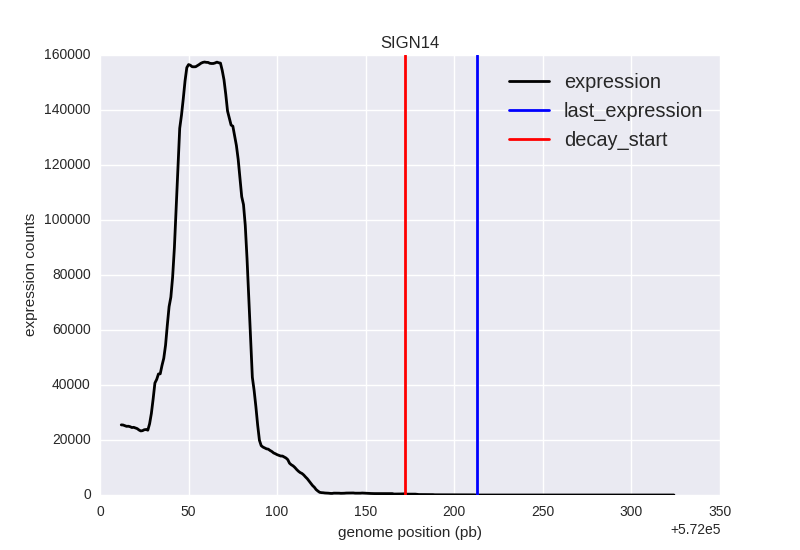 SIGN14
160000
140000
120000
100000
80000
60000
40000
20000
0
expression counts
expression
last_expression
decay_start
0 50 100 150 200 250 300 350
+5.72e5
genome position (pb)